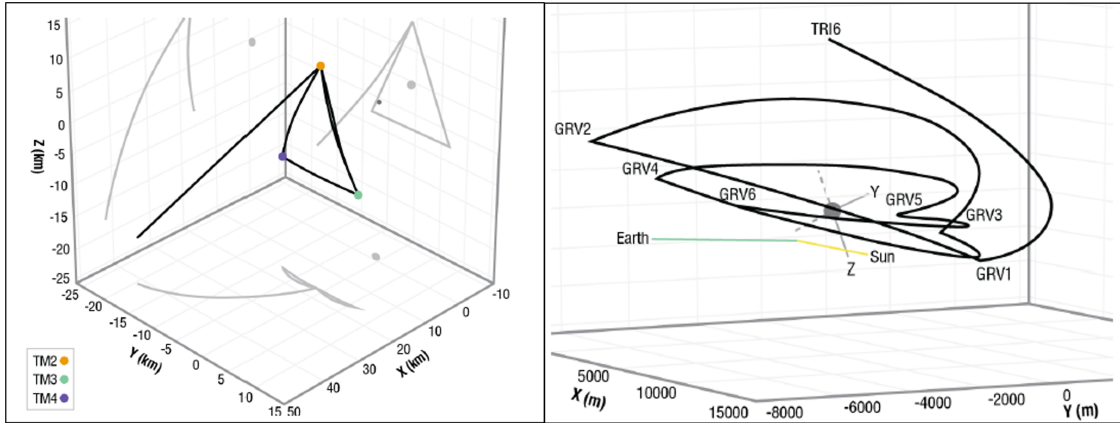 15
10
5
0
-5
-10
-15
-20
-25
Z (km)
-25
-20
-15
-10
-5
0
5
10
15
Y (km)
50
40
30
20
10
0
-10
X (km)
TM2
TM3
TM4
TRI6
GRV2
GRV4
GRV6
Y
GRV5
GRV3
Earth
Sun
Z
GRV1
5000
10000
15000
X (m)
-8000
-6000
-4000
-2000
0
Y (m)